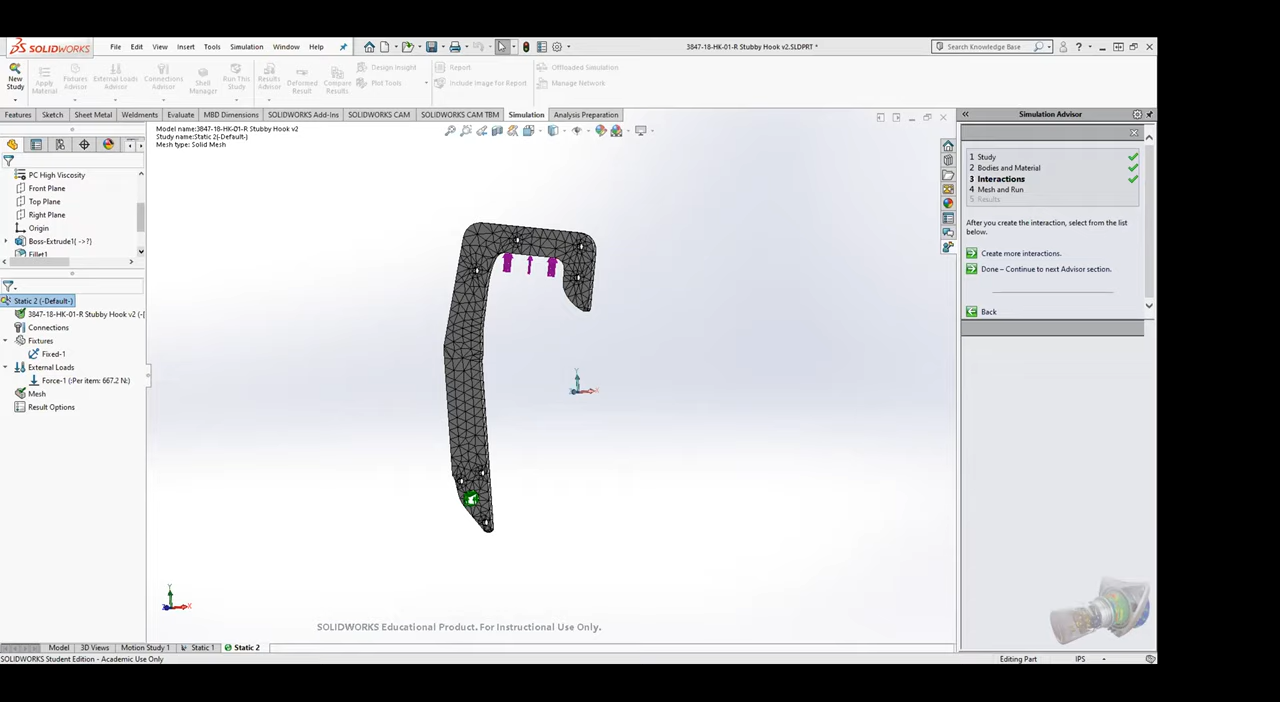 SOLIDWORKS File Edit View Insert Tools Simulation Window Help 3847-18-HK-01-R Stubby Hook v2.SLDPRT * Search Knowledge Base ?
New Study
Apply Material
Fixtures Advisor
External Loads Advisor
Connections Advisor
Shell Manager
Run This Study
Results Advisor
Deformed Result
Compare Results
Design Insight
Plot Tools
Report
Include Image for Report
Offloaded Simulation
Manage Network
Features Sketch Sheet Metal Weldments Evaluate MBD Dimensions SOLIDWORKS Add-Ins SOLIDWORKS CAM SOLIDWORKS CAM TBM Simulation Analysis Preparation
Model name:3847-18-HK-01-R Stubby Hook v2
Study name:Static 2(-Default-)
Mesh type: Solid Mesh
PC High Viscosity
Front Plane
Top Plane
Right Plane
Origin
Boss-Extrude1( ->?)
Fillet1
Static 2 (-Default-)
3847-18-HK-01-R Stubby Hook v2 (-[
Connections
Fixtures
Fixed-1
External Loads
Force-1 (:Per item: 667.2 N:)
Mesh
Result Options
Simulation Advisor
1 Study
2 Bodies and Material
3 Interactions
4 Mesh and Run
5 Results
After you create the interaction, select from the list
below.
Create more interactions.
Done – Continue to next Advisor section.
Back
Y
X
Y
X
SOLIDWORKS Educational Product. For Instructional Use Only.
Model 3D Views Motion Study 1 Static 1 Static 2
SOLIDWORKS Student Edition - Academic Use Only Editing Part IPS